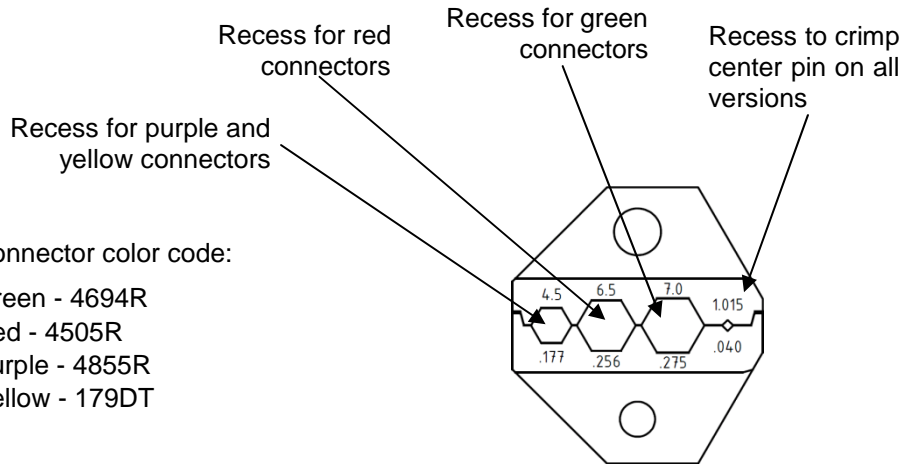 Recess for red
connectors
Recess for green
connectors
Recess to crimp
center pin on all
versions
Recess for purple and
yellow connectors
onnector color code:
reen - 4694R
ed - 4505R
urple - 4855R
ellow - 179DT
4.5 6.5 7.0 1.015
.177 .256 .275 .040